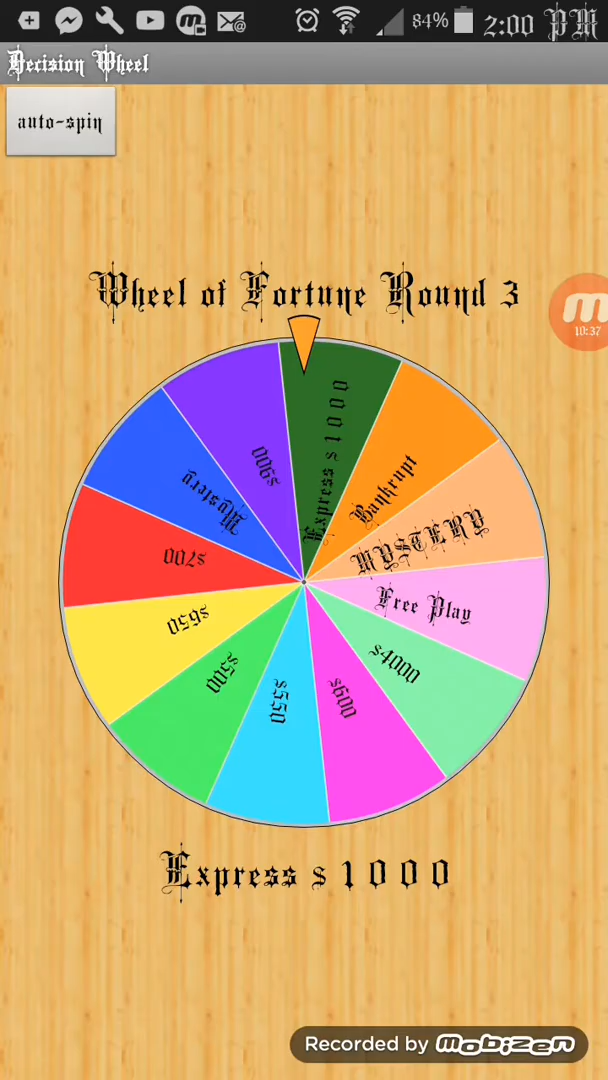 84% 2:00 PM
Decision Wheel
auto-spin
Wheel of Fortune Round 3
10:37
Express $1000
Bankrupt
MYSTERY
Free Play
$4000
$600
$550
$500
$650
$700
Mystery
$900
Express $1000
Recorded by mobizen